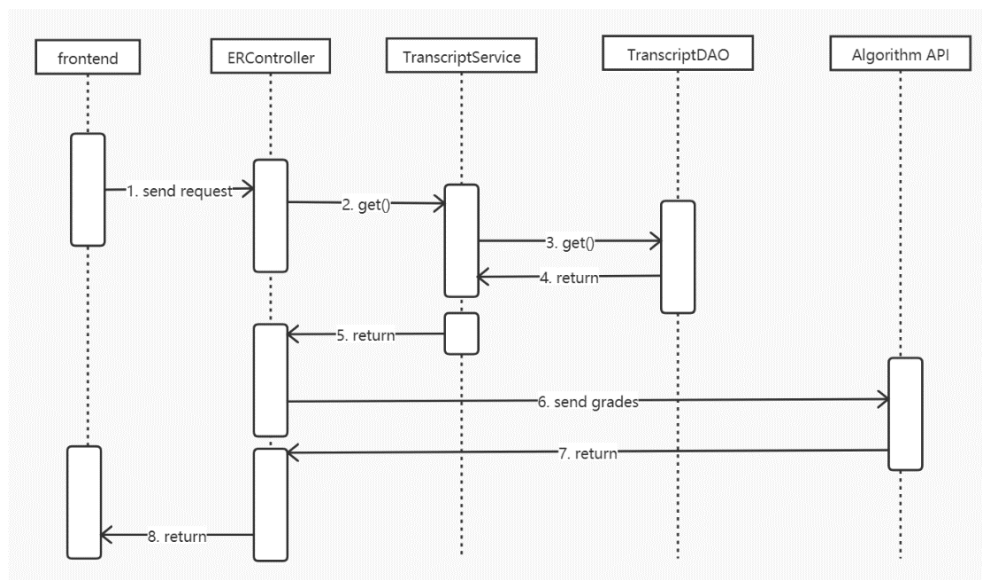 frontend
ERController
TranscriptService
TranscriptDAO
Algorithm API
1. send request
2. get()
3. get()
4. return
5. return
6. send grades
7. return
8. return